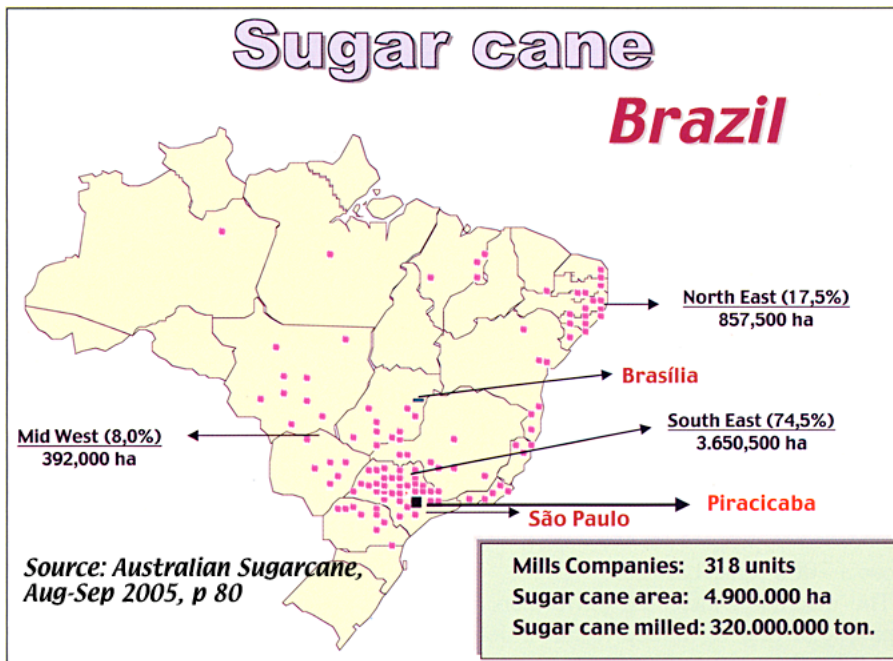 Sugar cane
Brazil
North East (17,5%)
857,500 ha
Brasília
South East (74,5%)
3.650,500 ha
Mid West (8,0%)
392,000 ha
Piracicaba
São Paulo
Source: Australian Sugarcane,
Aug-Sep 2005, p 80
Mills Companies: 318 units
Sugar cane area: 4.900.000 ha
Sugar cane milled: 320.000.000 ton.